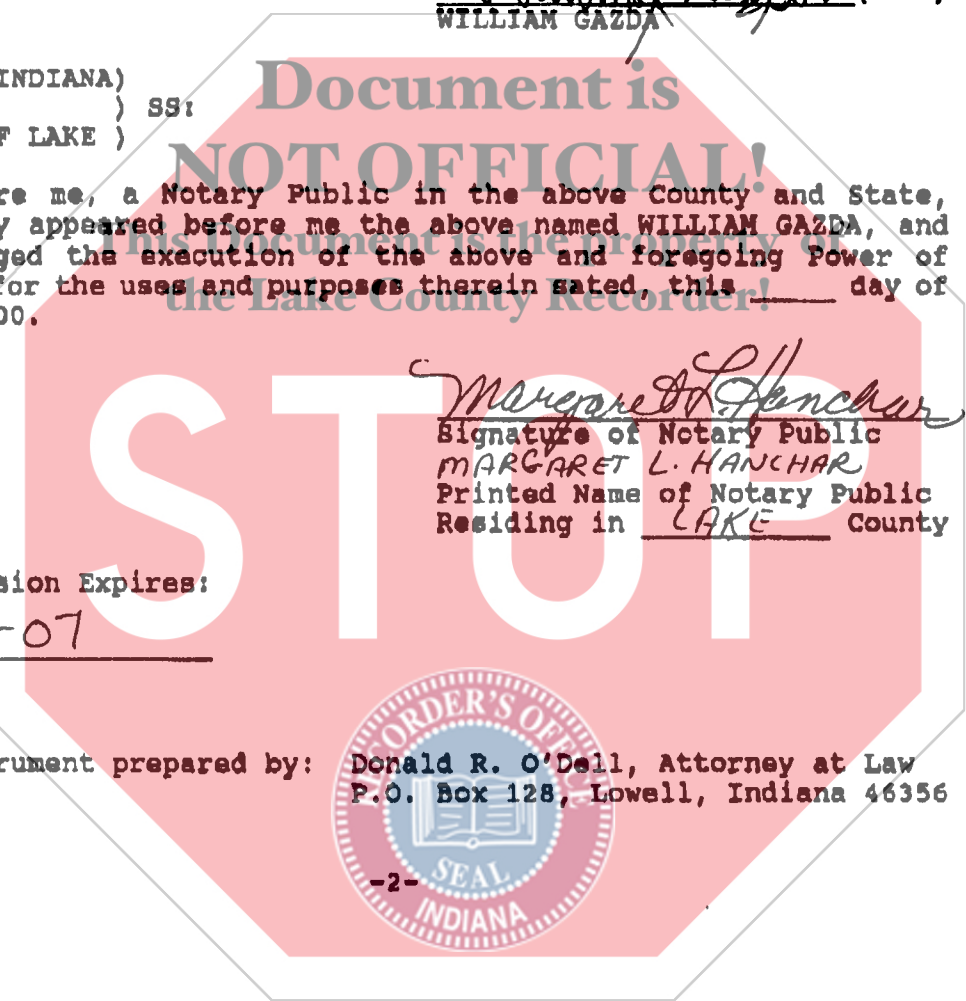 WILLIAM GAZDA
INDIANA)
) SS:
F LAKE )
Document is
NOT OFFICIAL!
This Document is the property of
the Lake County Recorder!
re me, a Notary Public in the above County and State,
y appeared before me the above named WILLIAM GAZDA, and
ged the execution of the above and foregoing Power of
for the uses and purposes therein sated, this ______ day of
00.
STOP
Margaret L. Hanchar
Signature of Notary Public
MARGARET L. HANCHAR
Printed Name of Notary Public
Residing in LAKE County
sion Expires:
-07
rument prepared by: Donald R. O'Dell, Attorney at Law
P.O. Box 128, Lowell, Indiana 46356
RECORDER'S OFFICE
SEAL
INDIANA
-2-